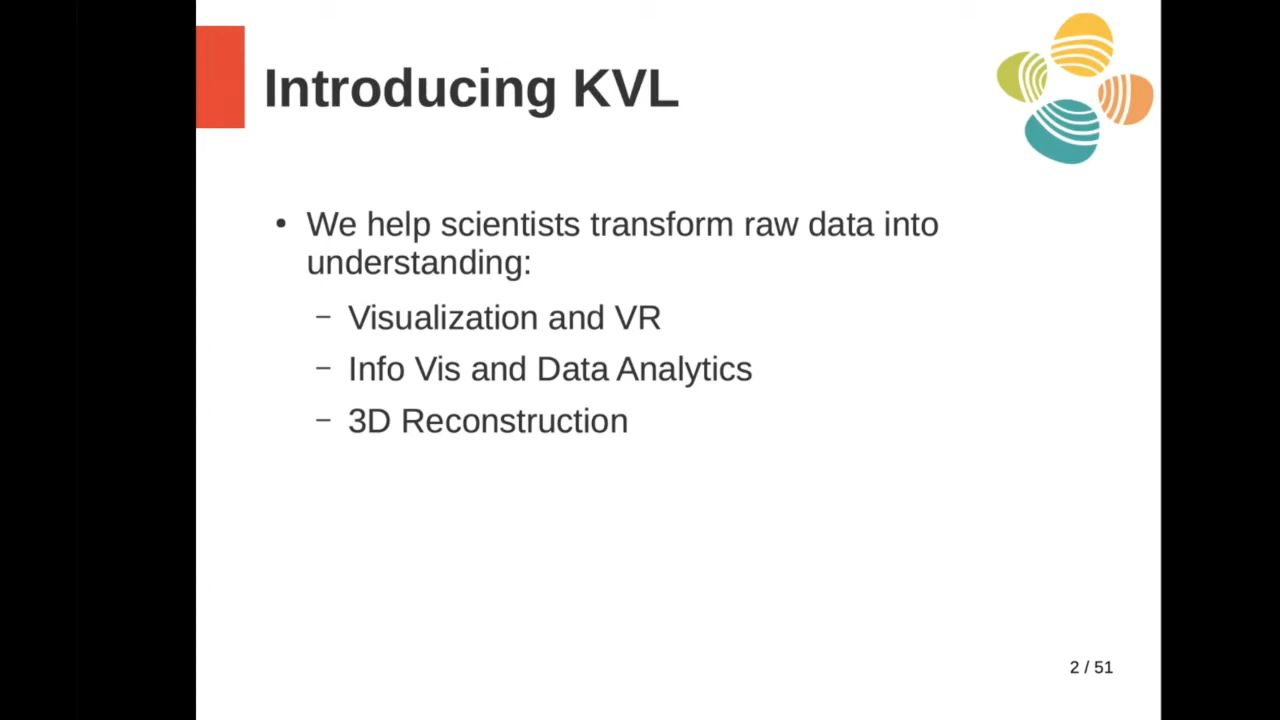 Introducing KVL
• We help scientists transform raw data into
understanding:
– Visualization and VR
– Info Vis and Data Analytics
– 3D Reconstruction
2 / 51